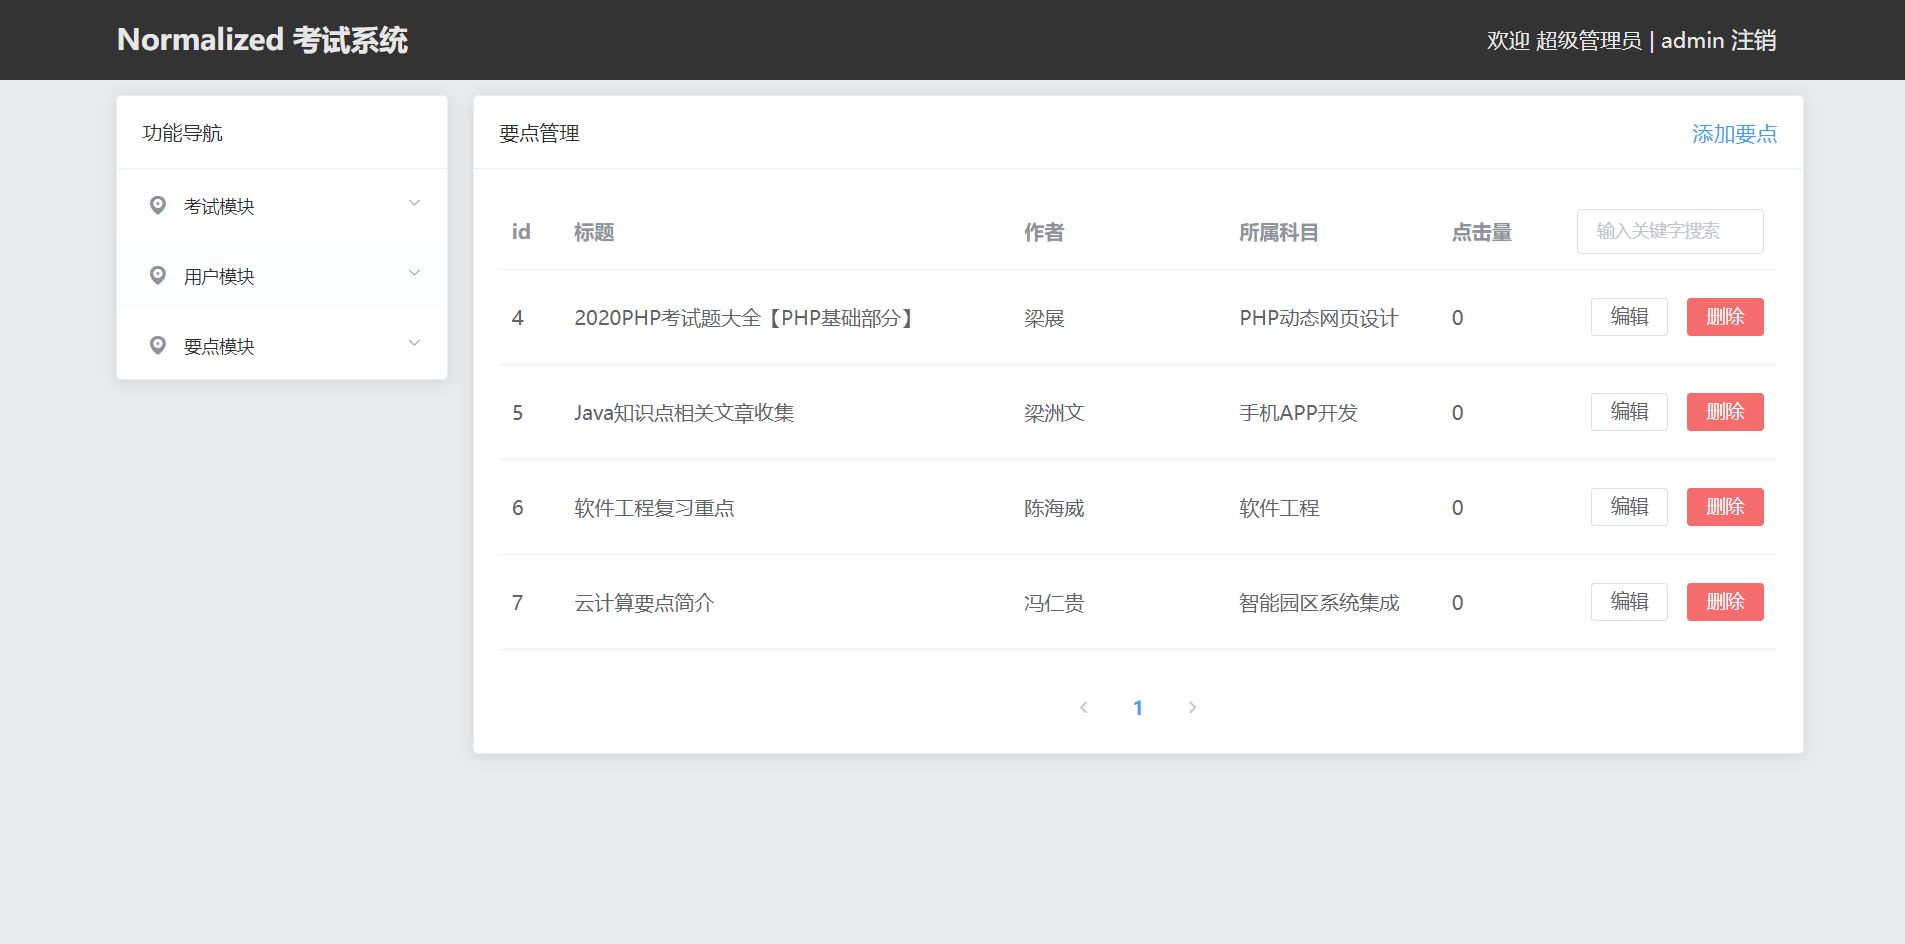 Normalized 考试系统
欢迎 超级管理员 | admin 注销
功能导航
考试模块
用户模块
要点模块
要点管理
添加要点
id 标题 作者 所属科目 点击量 输入关键字搜索
4 2020PHP考试题大全【PHP基础部分】 梁展 PHP动态网页设计 0 编辑 删除
5 Java知识点相关文章收集 梁洲文 手机APP开发 0 编辑 删除
6 软件工程复习重点 陈海威 软件工程 0 编辑 删除
7 云计算要点简介 冯仁贵 智能园区系统集成 0 编辑 删除
1